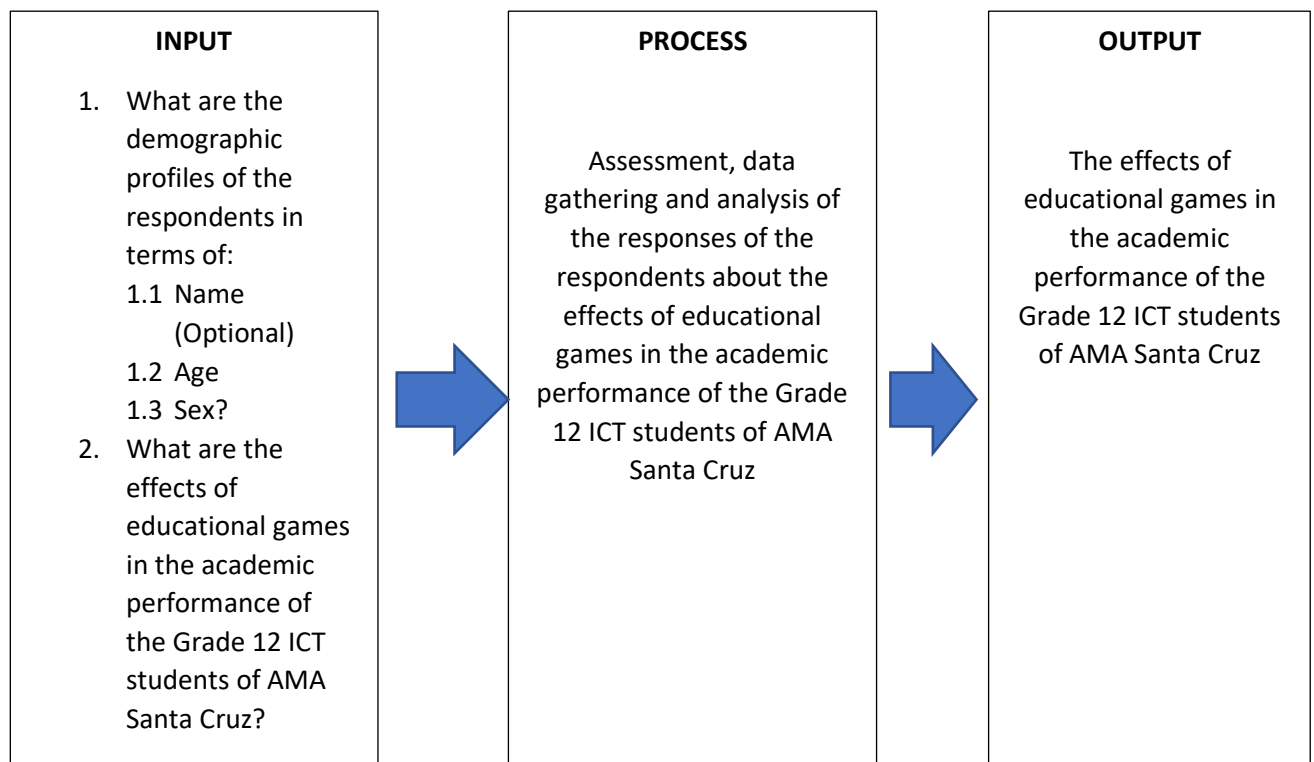 INPUT
1. What are the
demographic
profiles of the
respondents in
terms of:
1.1 Name
(Optional)
1.2 Age
1.3 Sex?
2. What are the
effects of
educational games
in the academic
performance of
the Grade 12 ICT
students of AMA
Santa Cruz?
PROCESS
Assessment, data
gathering and analysis of
the responses of the
respondents about the
effects of educational
games in the academic
performance of the Grade
12 ICT students of AMA
Santa Cruz
OUTPUT
The effects of
educational games in
the academic
performance of the
Grade 12 ICT students
of AMA Santa Cruz